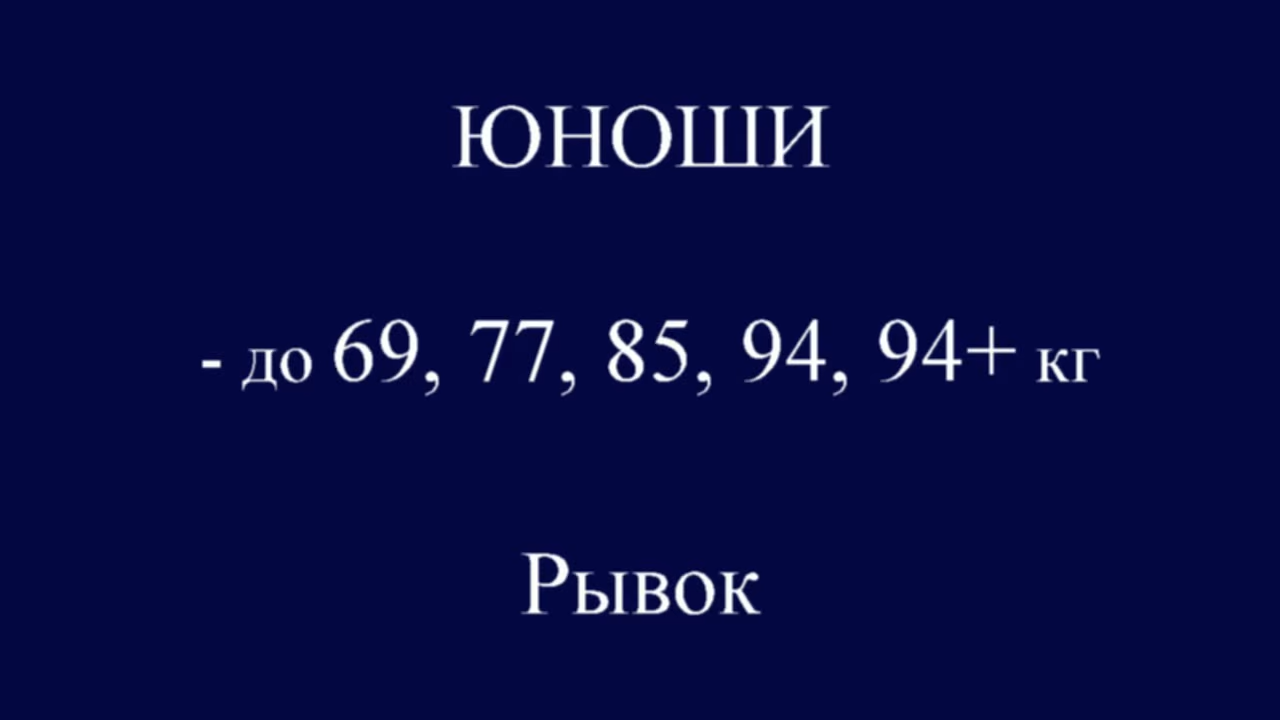 ЮНОШИ
- до 69, 77, 85, 94, 94+ кг
Рывок